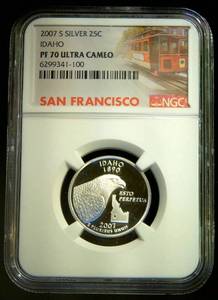 2007 S SILVER 25C
IDAHO
PF 70 ULTRA CAMEO
6299341-100
SAN FRANCISCO
NGC
IDAHO
1890
ESTO
PERPETUA
2007
E PLURIBUS UNUM